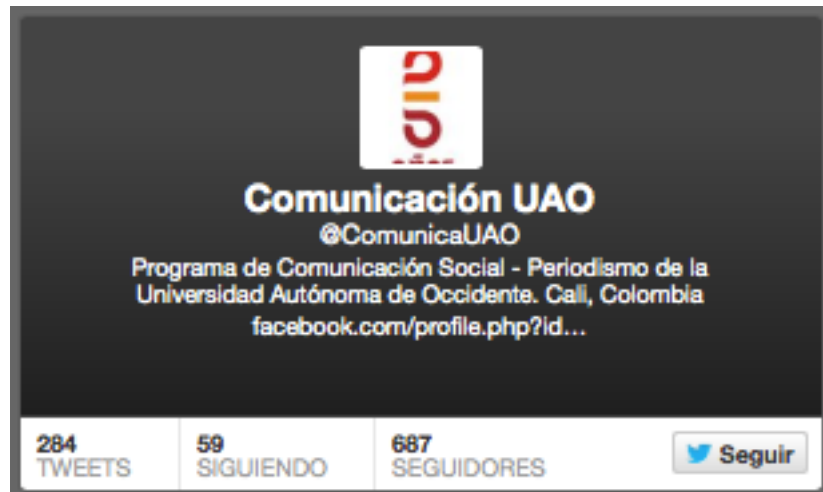 Comunicación UAO
@ComunicaUAO
Programa de Comunicación Social - Periodismo de la
Universidad Autónoma de Occidente. Cali, Colombia
facebook.com/profile.php?id...
284 59 687
TWEETS SIGUIENDO SEGUIDORES Seguir